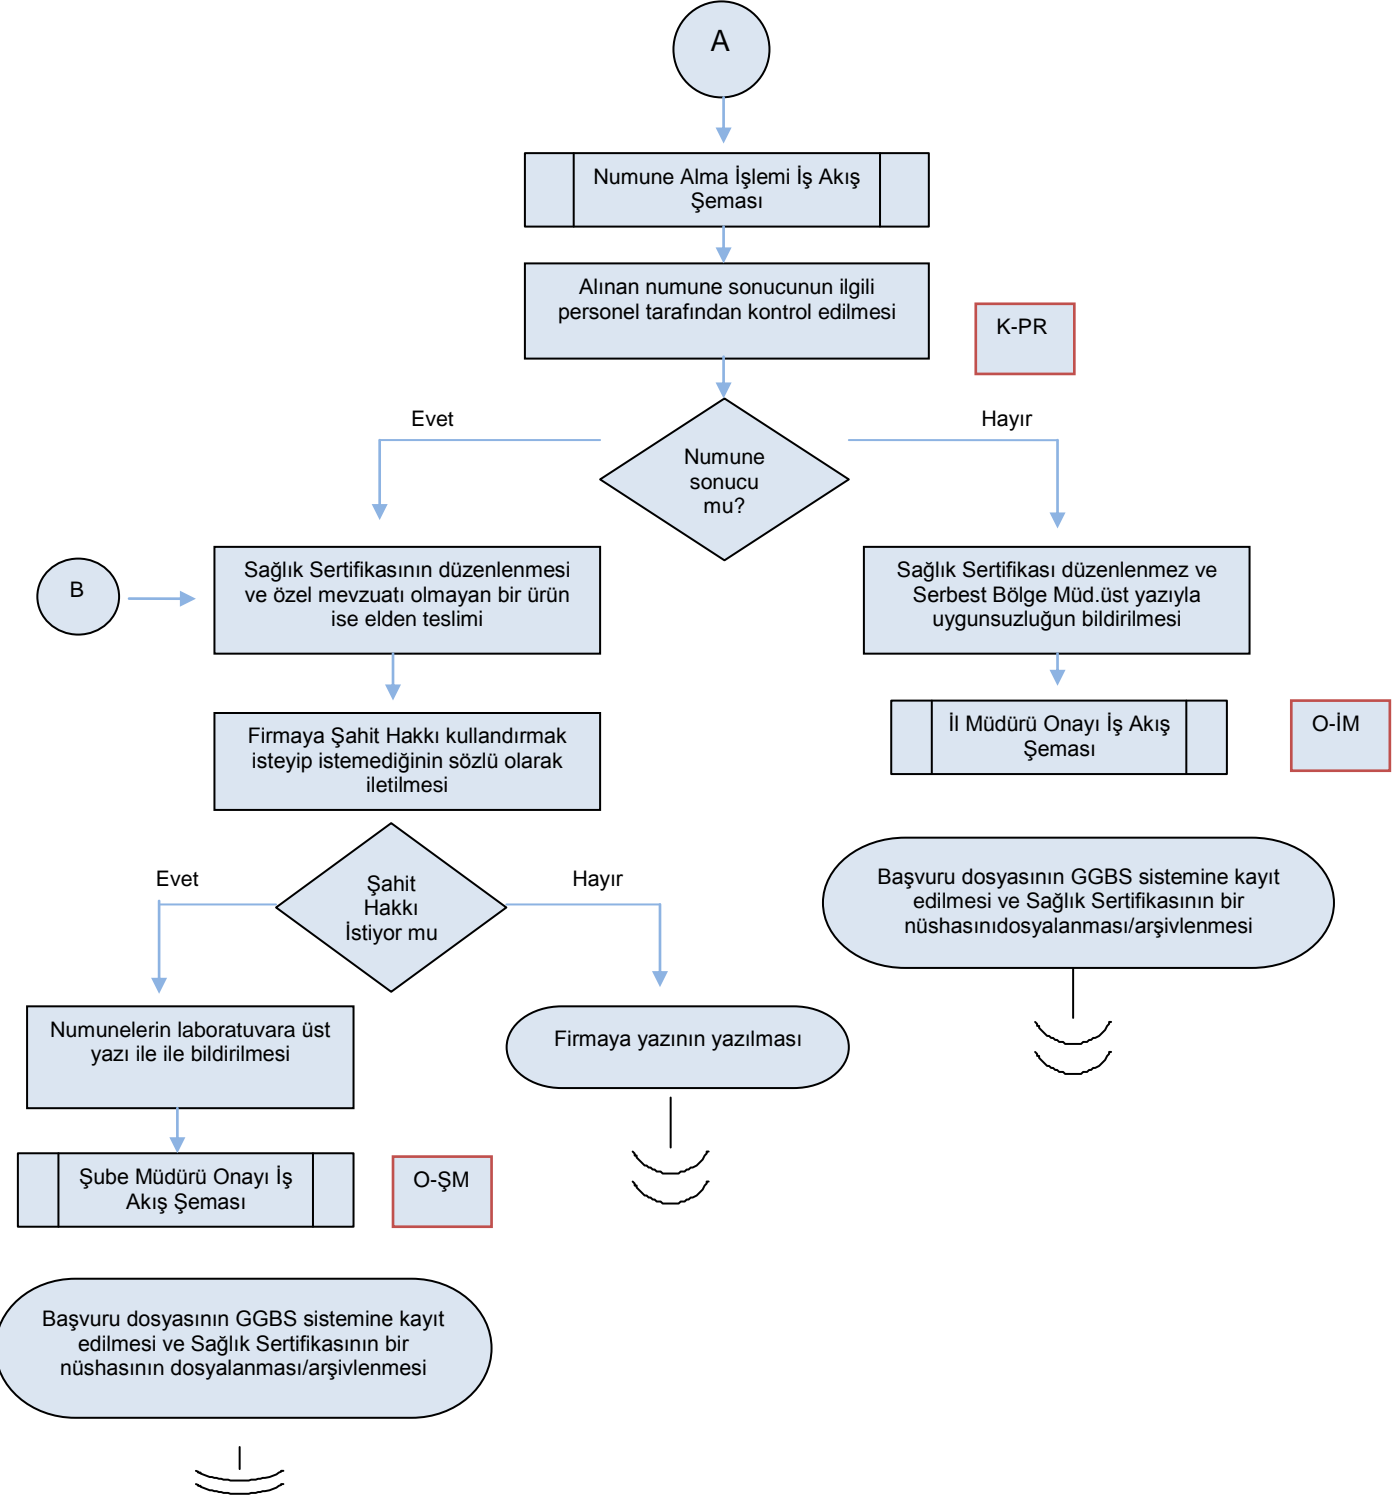 A
Numune Alma İşlemi İş Akış
Şeması
Alınan numune sonucunun ilgili
personel tarafından kontrol edilmesi
K-PR
Evet
Hayır
Numune
sonucu
mu?
B
Sağlık Sertifikasının düzenlenmesi
ve özel mevzuatı olmayan bir ürün
ise elden teslimi
Sağlık Sertifikası düzenlenmez ve
Serbest Bölge Müd.üst yazıyla
uygunsuzluğun bildirilmesi
Firmaya Şahit Hakkı kullandırmak
isteyip istemediğinin sözlü olarak
iletilmesi
İl Müdürü Onayı İş Akış
Şeması
O-İM
Evet
Şahit
Hakkı
İstiyor mu
Hayır
Başvuru dosyasının GGBS sistemine kayıt
edilmesi ve Sağlık Sertifikasının bir
nüshasınıdosyalanması/arşivlenmesi
Numunelerin laboratuvara üst
yazı ile ile bildirilmesi
Firmaya yazının yazılması
Şube Müdürü Onayı İş
Akış Şeması
O-ŞM
Başvuru dosyasının GGBS sistemine kayıt
edilmesi ve Sağlık Sertifikasının bir
nüshasının dosyalanması/arşivlenmesi